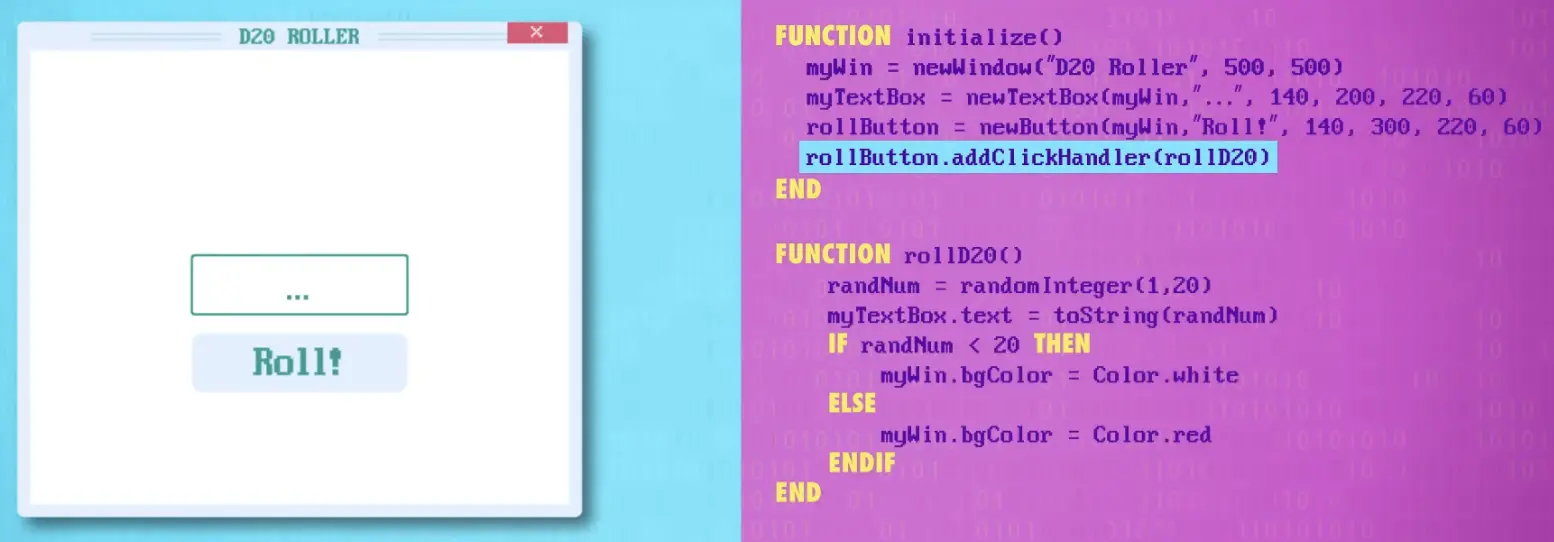 D20 ROLLER
...
Roll!
FUNCTION initialize()
myWin = newWindow("D20 Roller", 500, 500)
myTextBox = newTextBox(myWin,"...", 140, 200, 220, 60)
rollButton = newButton(myWin,"Roll!", 140, 300, 220, 60)
rollButton.addClickHandler(rollD20)
END
FUNCTION rollD20()
randNum = randomInteger(1,20)
myTextBox.text = toString(randNum)
IF randNum < 20 THEN
myWin.bgColor = Color.white
ELSE
myWin.bgColor = Color.red
ENDIF
END